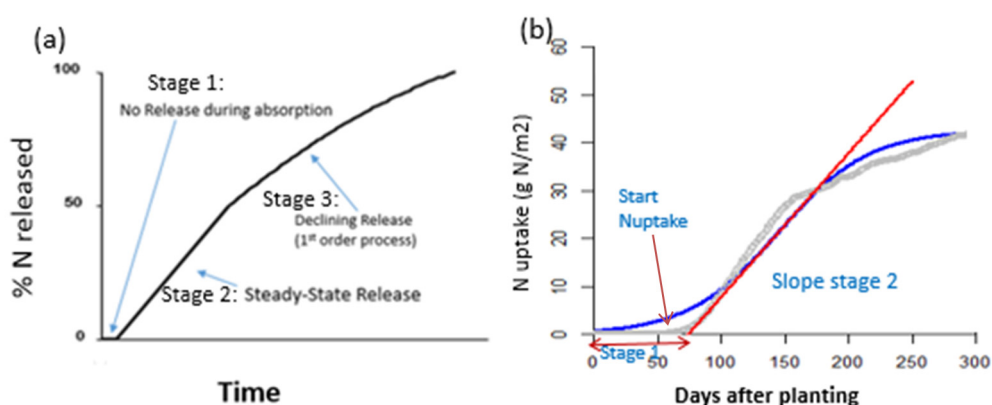 (a)
100
Stage 1:
No Release during absorption
% N released
50
Stage 3:
Declining Release
(1st order process)
Stage 2: Steady-State Release
0
Time
(b)
60
50
40
30
20
10
0
N uptake (g N/m2)
Start
Nuptake
Slope stage 2
Stage 1
0 50 100 150 200 250 300
Days after planting